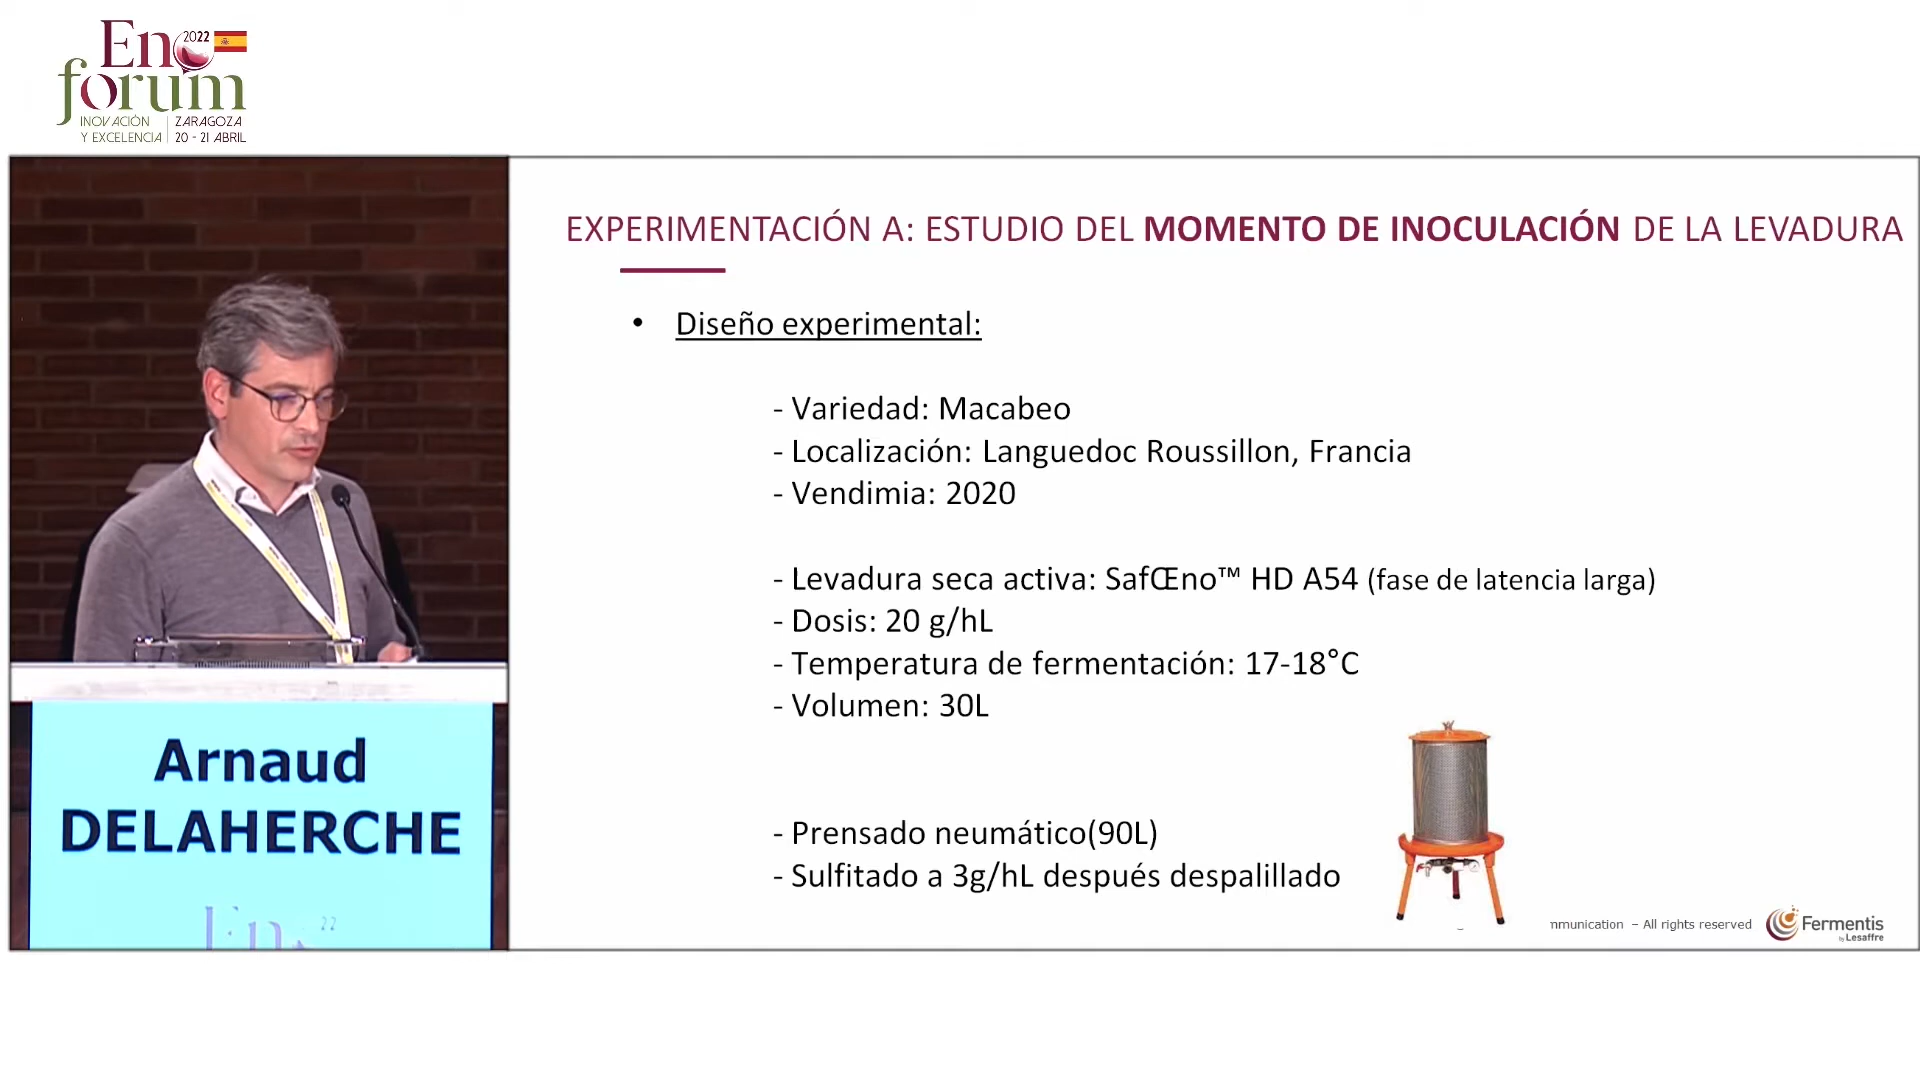 Eno
2022
forum
INOVACIÓN
Y EXCELENCIA
ZARAGOZA
20 - 21 ABRIL
EXPERIMENTACIÓN A: ESTUDIO DEL MOMENTO DE INOCULACIÓN DE LA LEVADURA
• Diseño experimental:
- Variedad: Macabeo
- Localización: Languedoc Roussillon, Francia
- Vendimia: 2020
- Levadura seca activa: SafŒno™ HD A54 (fase de latencia larga)
- Dosis: 20 g/hL
- Temperatura de fermentación: 17-18°C
- Volumen: 30L
- Prensado neumático(90L)
- Sulfitado a 3g/hL después despalillado
Arnaud
DELAHERCHE
mmunication – All rights reserved
Fermentis
by Lesaffre